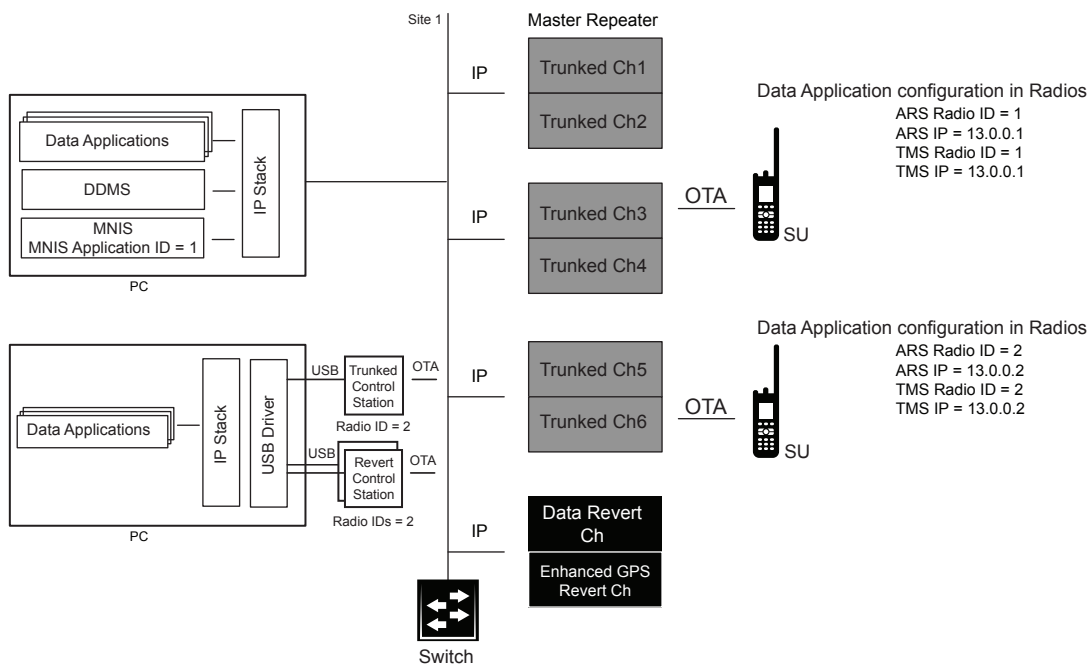 Site 1
Master Repeater
IP
Trunked Ch1
Trunked Ch2
Data Applications
DDMS
MNIS
MNIS Application ID = 1
IP Stack
PC
IP
Trunked Ch3
Trunked Ch4
OTA
SU
Data Application configuration in Radios
ARS Radio ID = 1
ARS IP = 13.0.0.1
TMS Radio ID = 1
TMS IP = 13.0.0.1
Data Applications
IP Stack
USB Driver
USB
Trunked
Control
Station
OTA
Radio ID = 2
USB
Revert
Control
Station
OTA
Radio IDs = 2
PC
IP
Trunked Ch5
Trunked Ch6
OTA
SU
Data Application configuration in Radios
ARS Radio ID = 2
ARS IP = 13.0.0.2
TMS Radio ID = 2
TMS IP = 13.0.0.2
IP
Data Revert
Ch
Enhanced GPS
Revert Ch
Switch